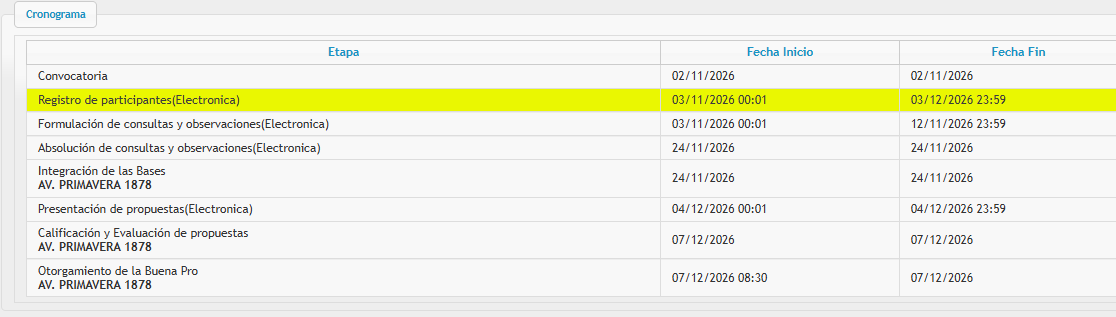 Cronograma
Etapa Fecha Inicio Fecha Fin
Convocatoria 02/11/2026 02/11/2026
Registro de participantes(Electronica) 03/11/2026 00:01 03/12/2026 23:59
Formulación de consultas y observaciones(Electronica) 03/11/2026 00:01 12/11/2026 23:59
Absolución de consultas y observaciones(Electronica) 24/11/2026 24/11/2026
Integración de las Bases
AV. PRIMAVERA 1878 24/11/2026 24/11/2026
Presentación de propuestas(Electronica) 04/12/2026 00:01 04/12/2026 23:59
Calificación y Evaluación de propuestas
AV. PRIMAVERA 1878 07/12/2026 07/12/2026
Otorgamiento de la Buena Pro
AV. PRIMAVERA 1878 07/12/2026 08:30 07/12/2026